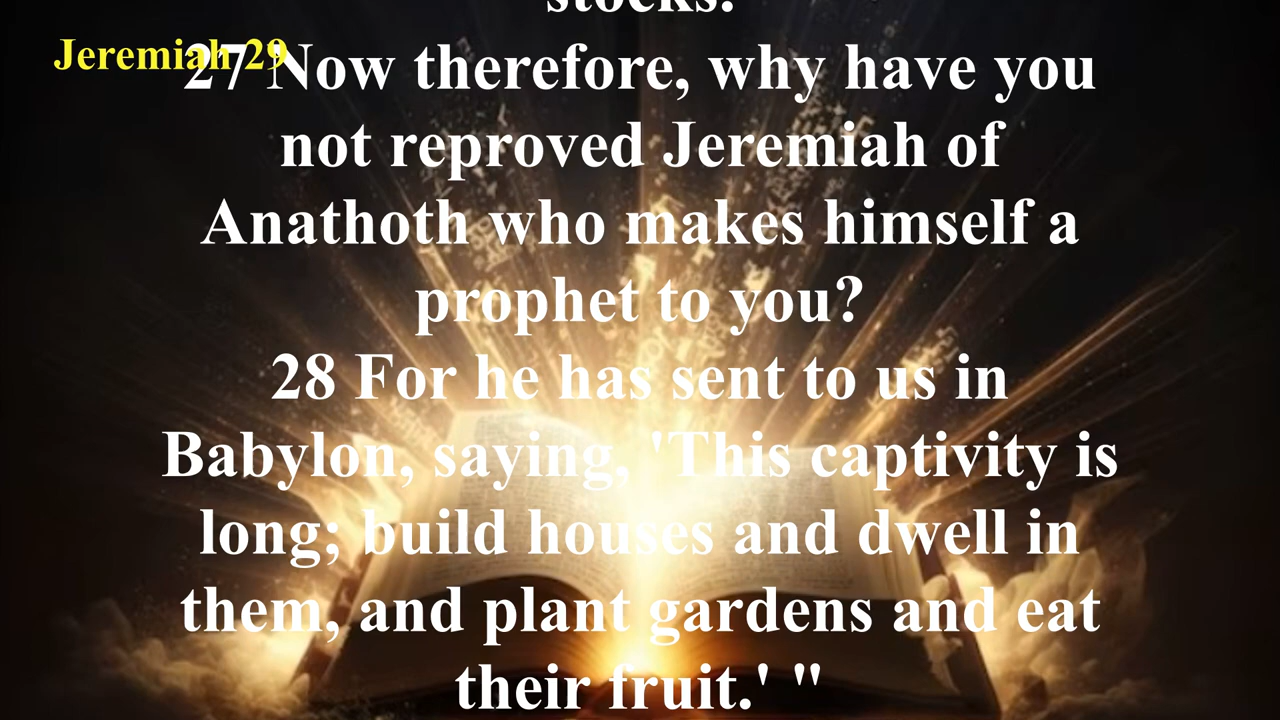 stocks.
Jeremiah 29
27 Now therefore, why have you
not reproved Jeremiah of
Anathoth who makes himself a
prophet to you?
28 For he has sent to us in
Babylon, saying, 'This captivity is
long; build houses and dwell in
them, and plant gardens and eat
their fruit.' "